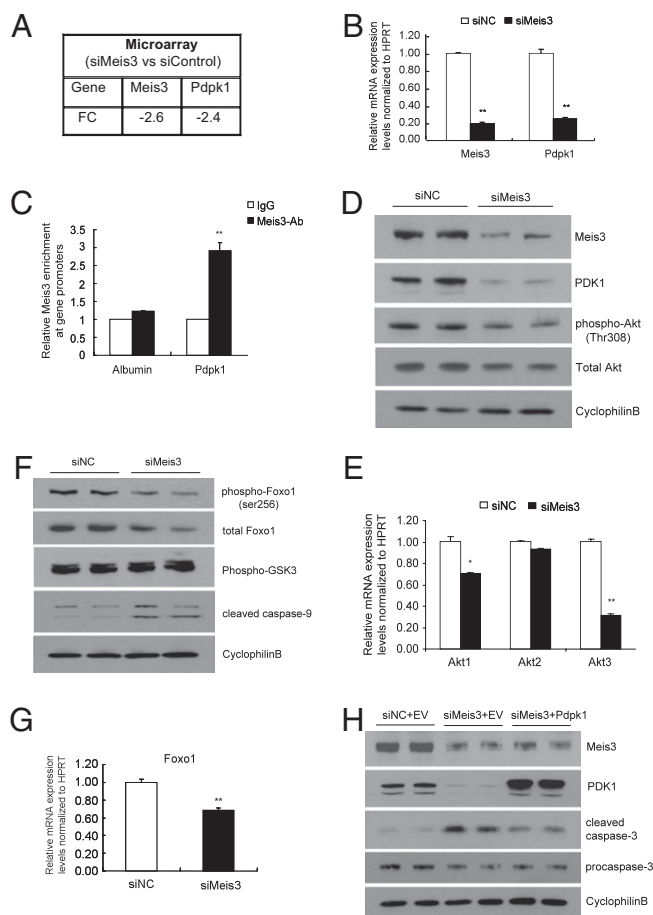 A
Microarray
(siMeis3 vs siControl)
Gene Meis3 Pdpk1
FC -2.6 -2.4
B
siNC siMeis3
Relative mRNA expression
levels normalized to HPRT
1.20
1.00
0.80
0.60
0.40
0.20
0.00
** **
Meis3 Pdpk1
C
IgG
Meis3-Ab
Relative Meis3 enrichment
at gene promoters
3.5
3
2.5
2
1.5
1
0.5
0
**
Albumin Pdpk1
D
siNC siMeis3
Meis3
PDK1
phospho-Akt
(Thr308)
Total Akt
CyclophilinB
F
siNC siMeis3
phospho-Foxo1
(ser256)
total Foxo1
Phospho-GSK3
cleaved caspase-9
CyclophilinB
E
siNC siMeis3
Relative mRNA expression
levels normalized to HPRT
1.20
1.00
0.80
0.60
0.40
0.20
0.00
* **
Akt1 Akt2 Akt3
G
Foxo1
Relative mRNA expression
levels normalized to HPRT
1.20
1.00
0.80
0.60
0.40
0.20
0.00
**
siNC siMeis3
H
siNC+EV siMeis3+EV siMeis3+Pdpk1
Meis3
PDK1
cleaved
caspase-3
procaspase-3
CyclophilinB